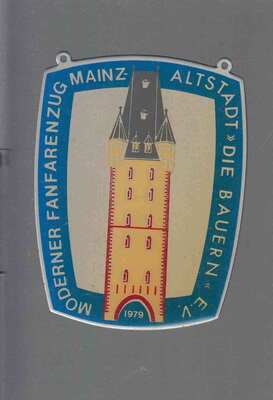 MODERNER FANFARENZUG MAINZ-ALTSTADT »DIE BAUERN« E.V.
1979